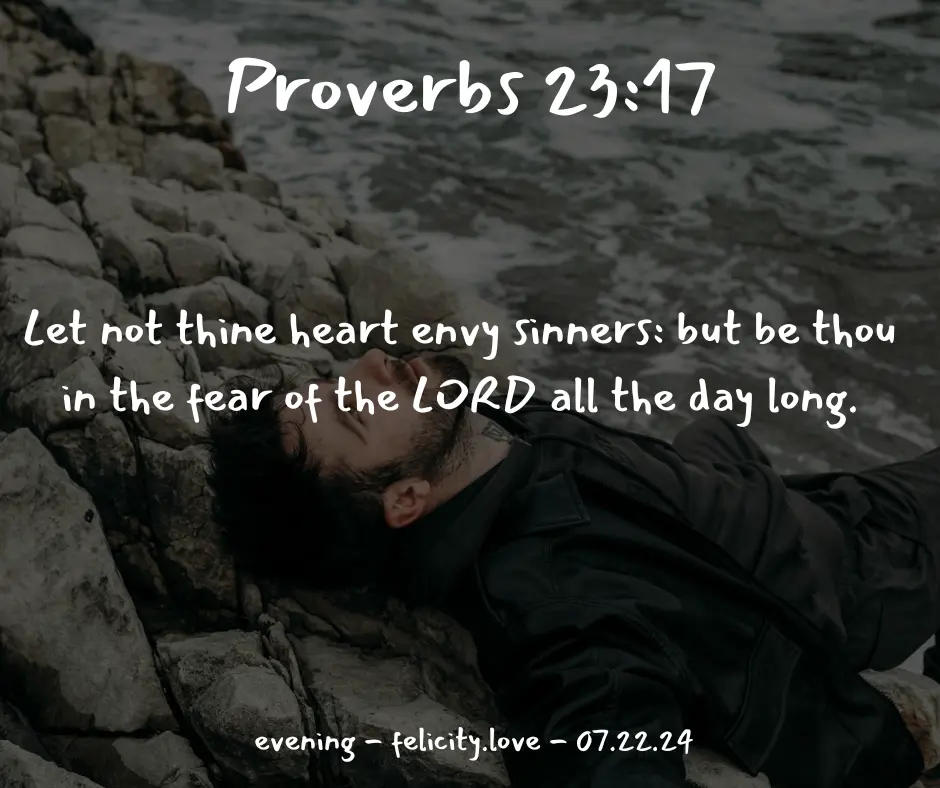 Proverbs 23:17
Let not thine heart envy sinners: but be thou
in the fear of the LORD all the day long.
evening - felicity.love - 07.22.24